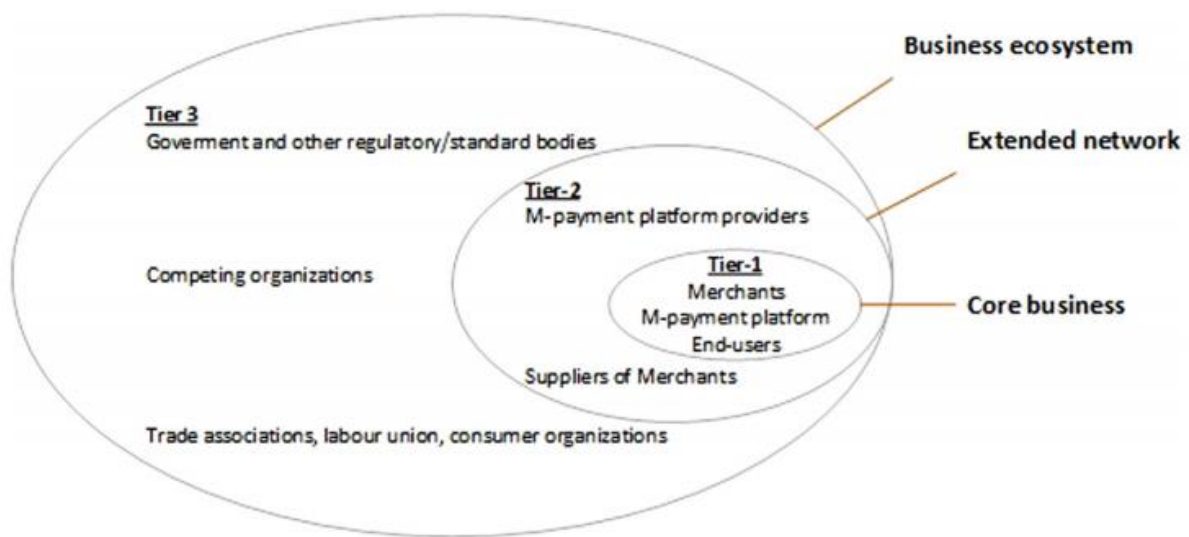 Business ecosystem
Tier 3
Goverment and other regulatory/standard bodies
Extended network
Tier-2
M-payment platform providers
Tier-1
Merchants
M-payment platform
End-users
Competing organizations
Core business
Suppliers of Merchants
Trade associations, labour union, consumer organizations